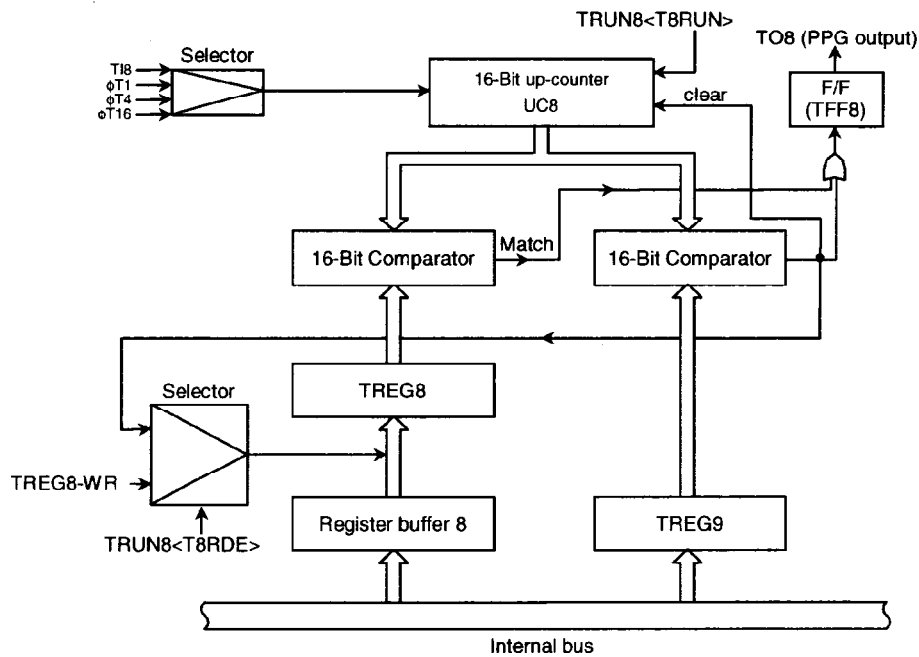 TRUN8<T8RUN>
TO8 (PPG output)
Selector
TI8
φT1
φT4
φT16
16-Bit up-counter
UC8
clear
F/F
(TFF8)
16-Bit Comparator
Match
16-Bit Comparator
TREG8
Selector
TREG8-WR
TRUN8<T8RDE>
Register buffer 8
TREG9
Internal bus